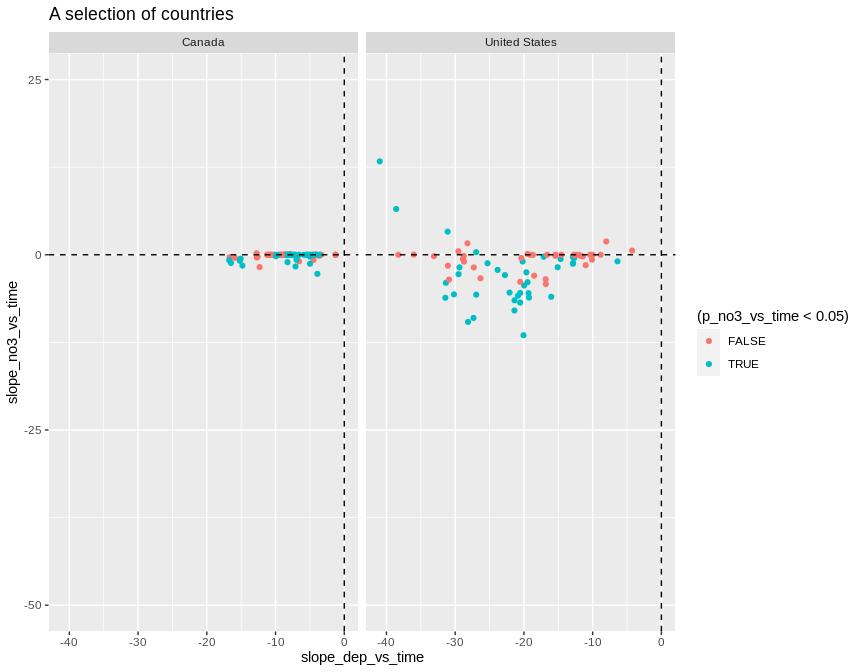 A selection of countries
Canada
United States
25
0
-25
-50
slope_no3_vs_time
-40
-30
-20
-10
0
-40
-30
-20
-10
0
slope_dep_vs_time
(p_no3_vs_time < 0.05)
FALSE
TRUE